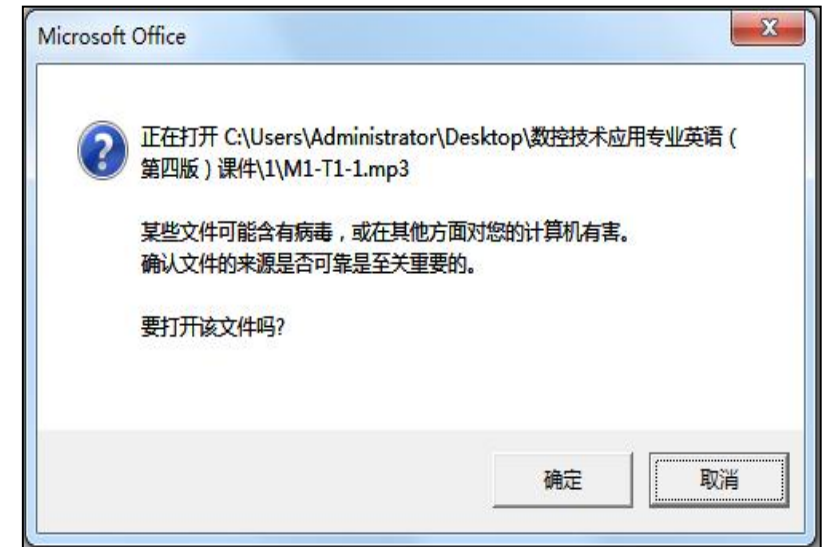 Microsoft Office
正在打开 C:\Users\Administrator\Desktop\数控技术应用专业英语（
第四版）课件\1\M1-T1-1.mp3
某些文件可能含有病毒，或在其他方面对您的计算机有害。
确认文件的来源是否可靠是至关重要的。
要打开该文件吗?
确定
取消